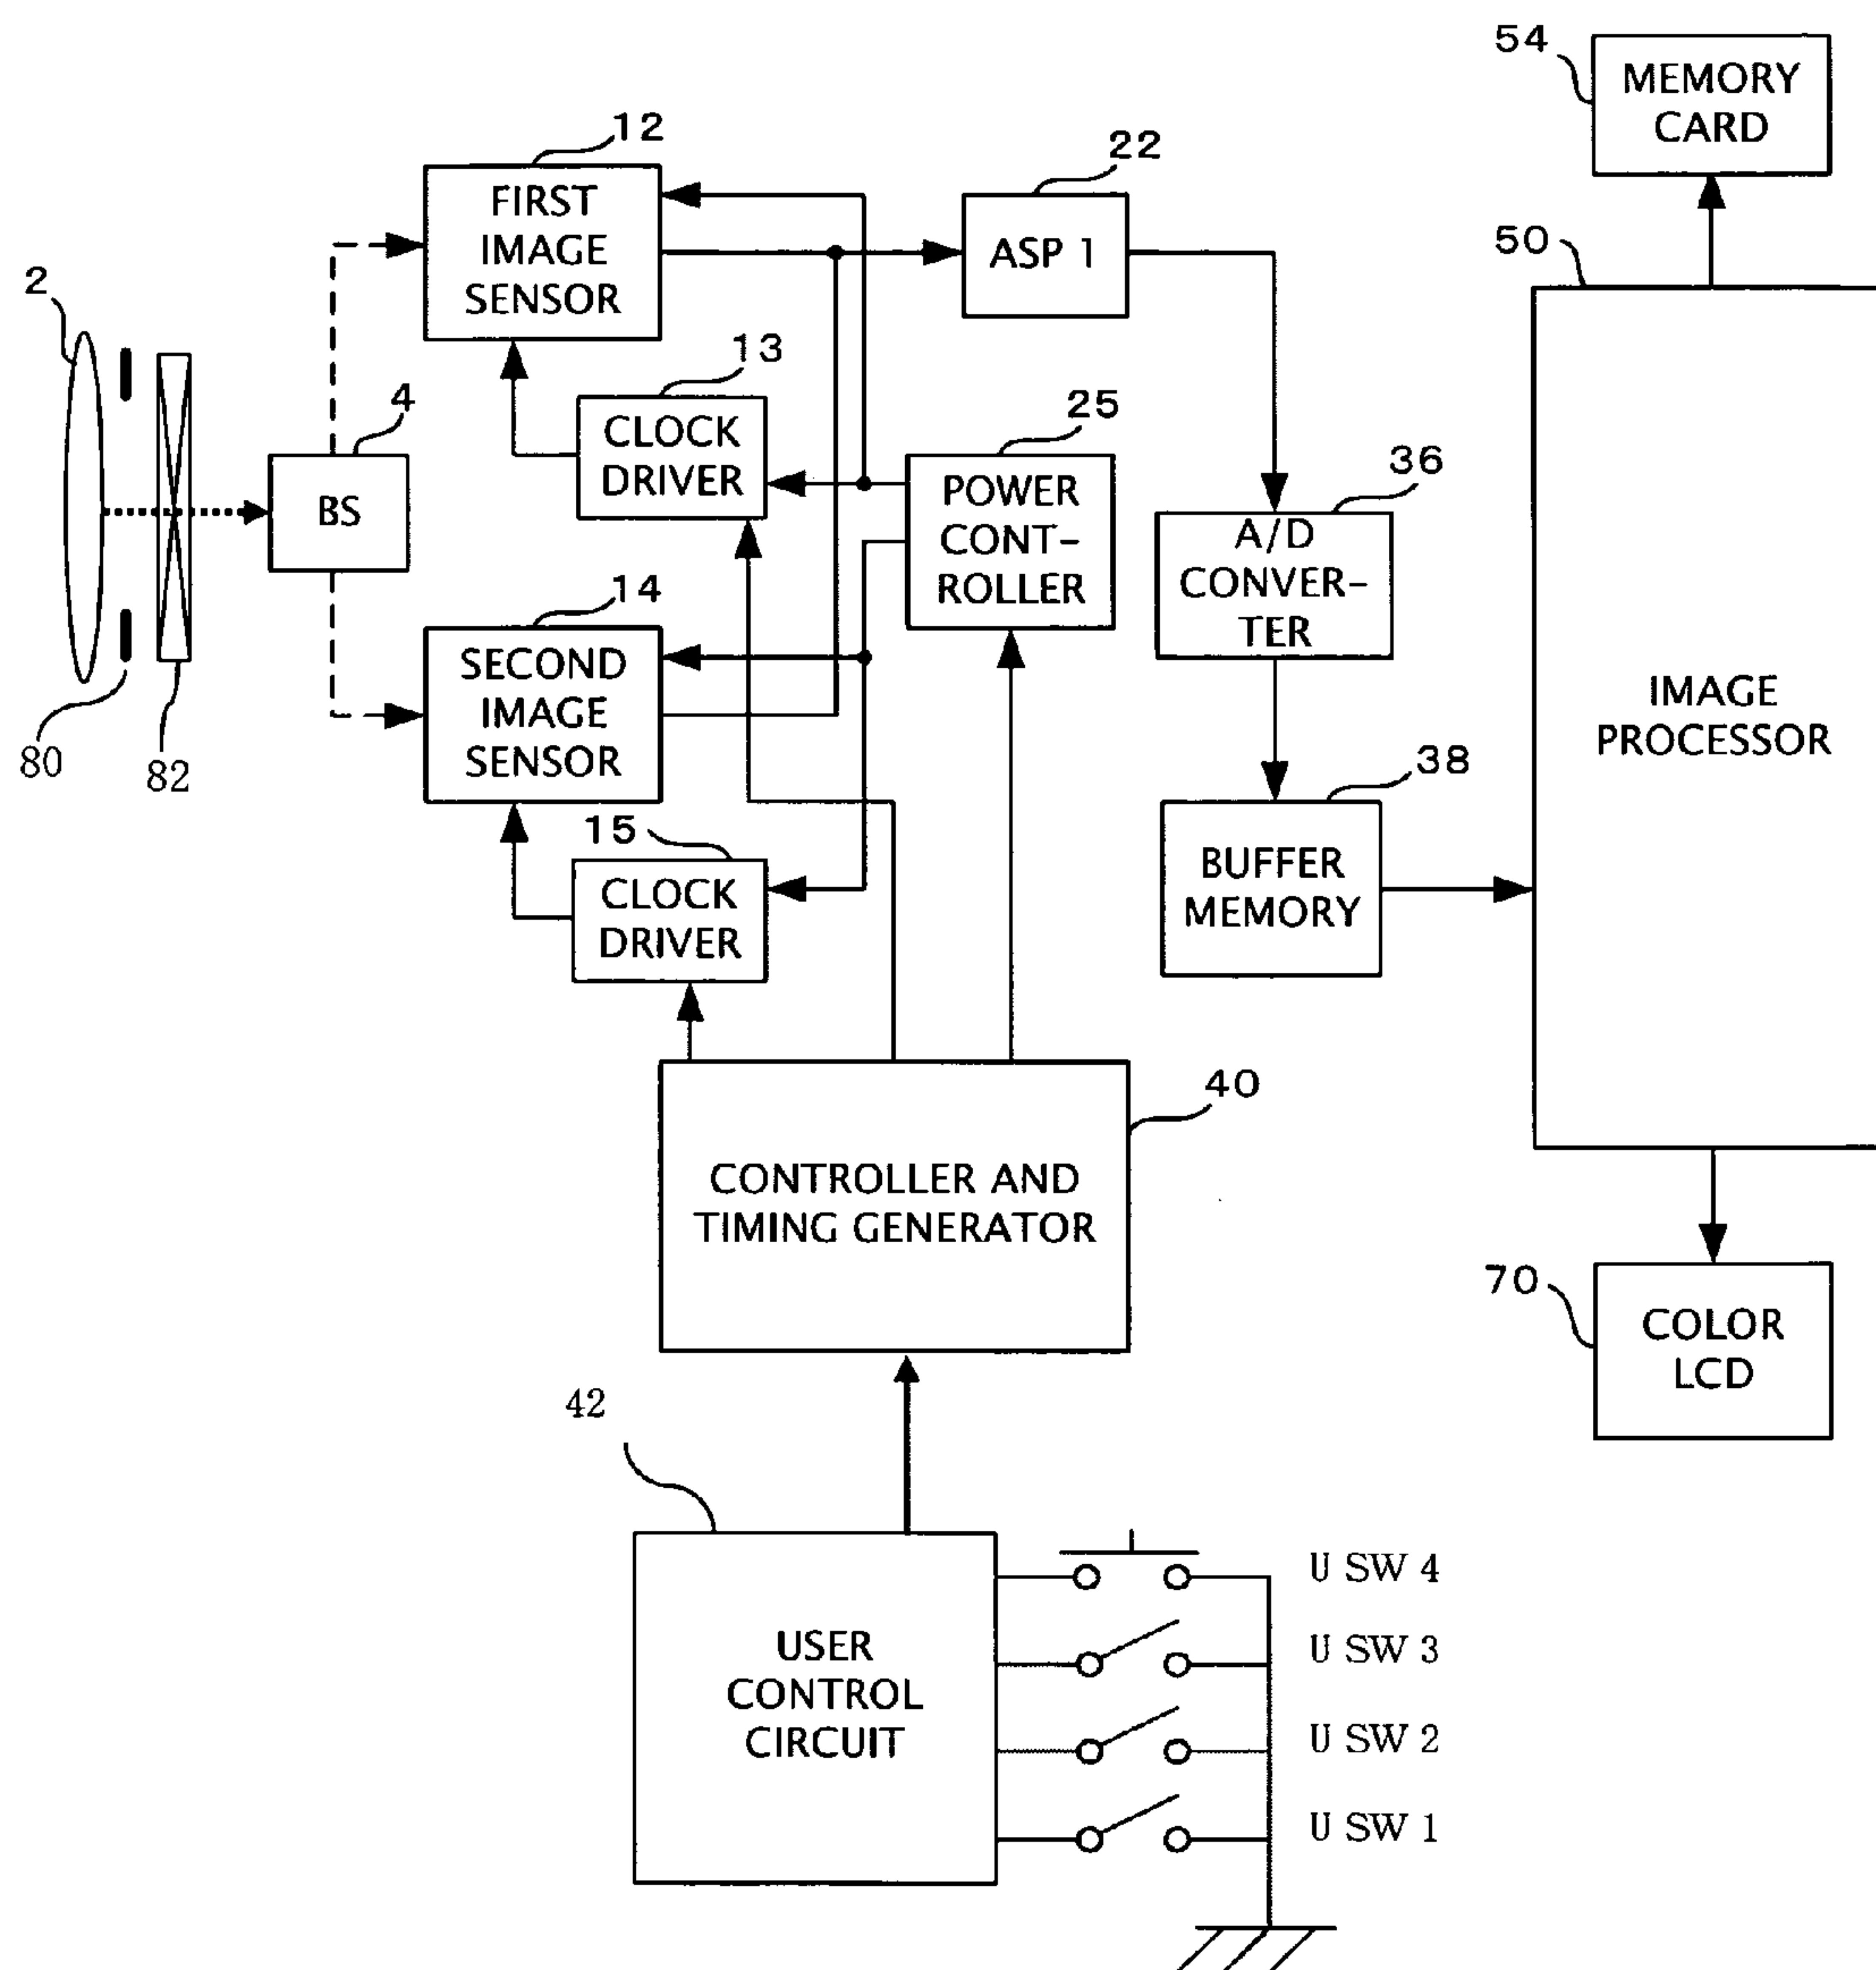 54
MEMORY
CARD
12
22
FIRST
IMAGE
SENSOR
ASP 1
50
2
13
4
CLOCK
DRIVER
25
36
BS
POWER
CONT-
ROLLER
A/D
CONVER-
TER
14
SECOND
IMAGE
SENSOR
IMAGE
PROCESSOR
80
82
38
15
BUFFER
MEMORY
CLOCK
DRIVER
40
CONTROLLER AND
TIMING GENERATOR
70
COLOR
LCD
42
U SW 4
USER
CONTROL
CIRCUIT
U SW 3
U SW 2
U SW 1